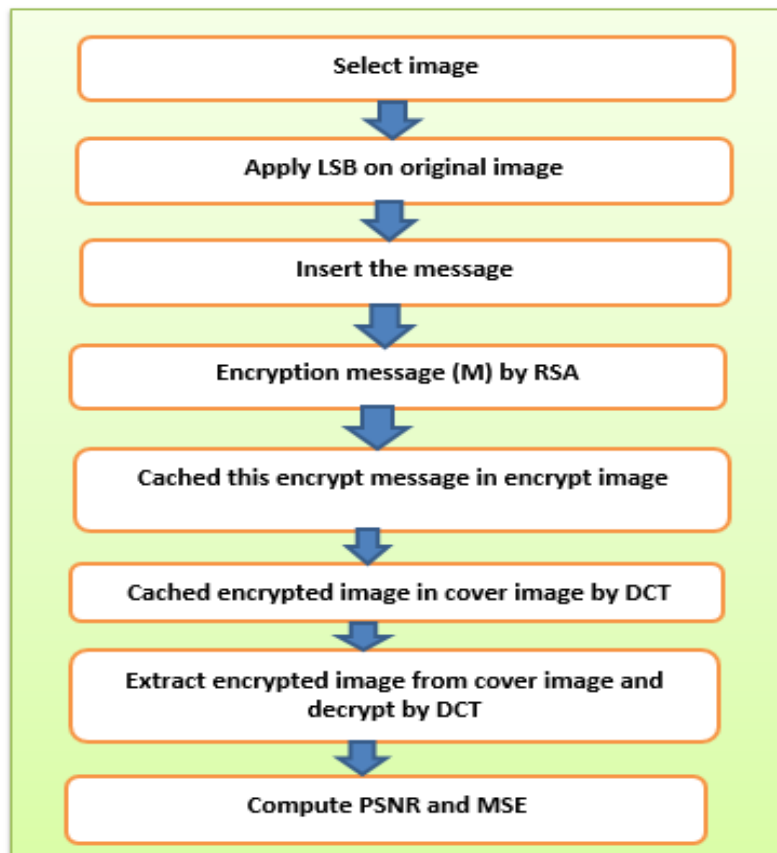 Select image
Apply LSB on original image
Insert the message
Encryption message (M) by RSA
Cached this encrypt message in encrypt image
Cached encrypted image in cover image by DCT
Extract encrypted image from cover image and
decrypt by DCT
Compute PSNR and MSE